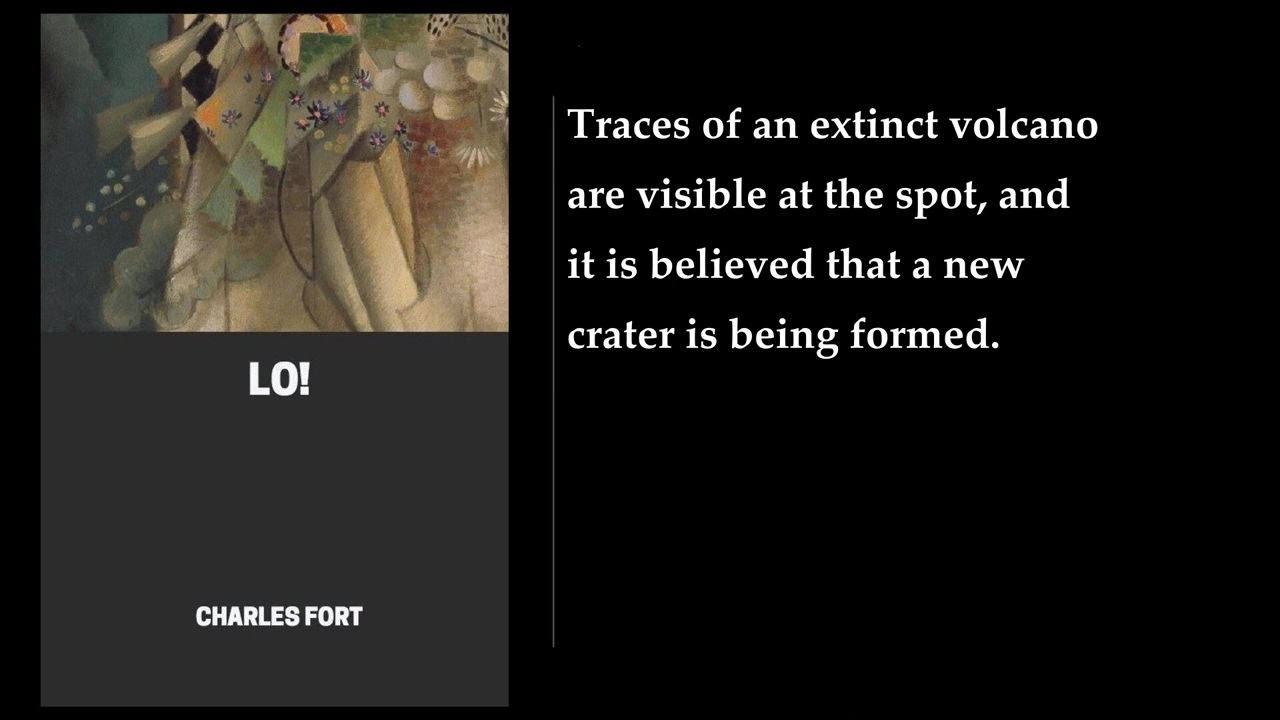 LO!
CHARLES FORT
Traces of an extinct volcano
are visible at the spot, and
it is believed that a new
crater is being formed.